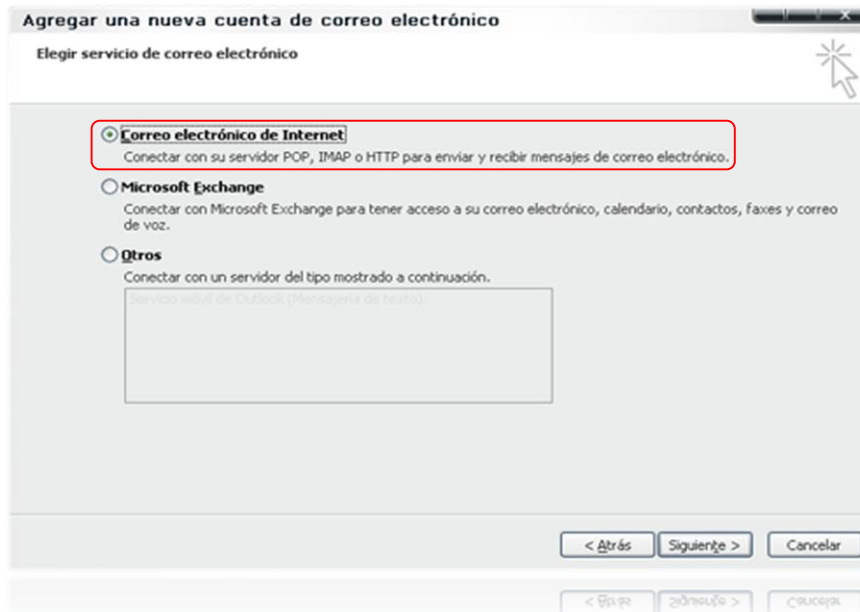 Agregar una nueva cuenta de correo electrónico
Elegir servicio de correo electrónico
Correo electrónico de Internet
Conectar con su servidor POP, IMAP o HTTP para enviar y recibir mensajes de correo electrónico.
Microsoft Exchange
Conectar con Microsoft Exchange para tener acceso a su correo electrónico, calendario, contactos, faxes y correo
de voz.
Otros
Conectar con un servidor del tipo mostrado a continuación.
Servicio móvil de Outlook (Mensajería de texto).
< Atrás Siguiente > Cancelar